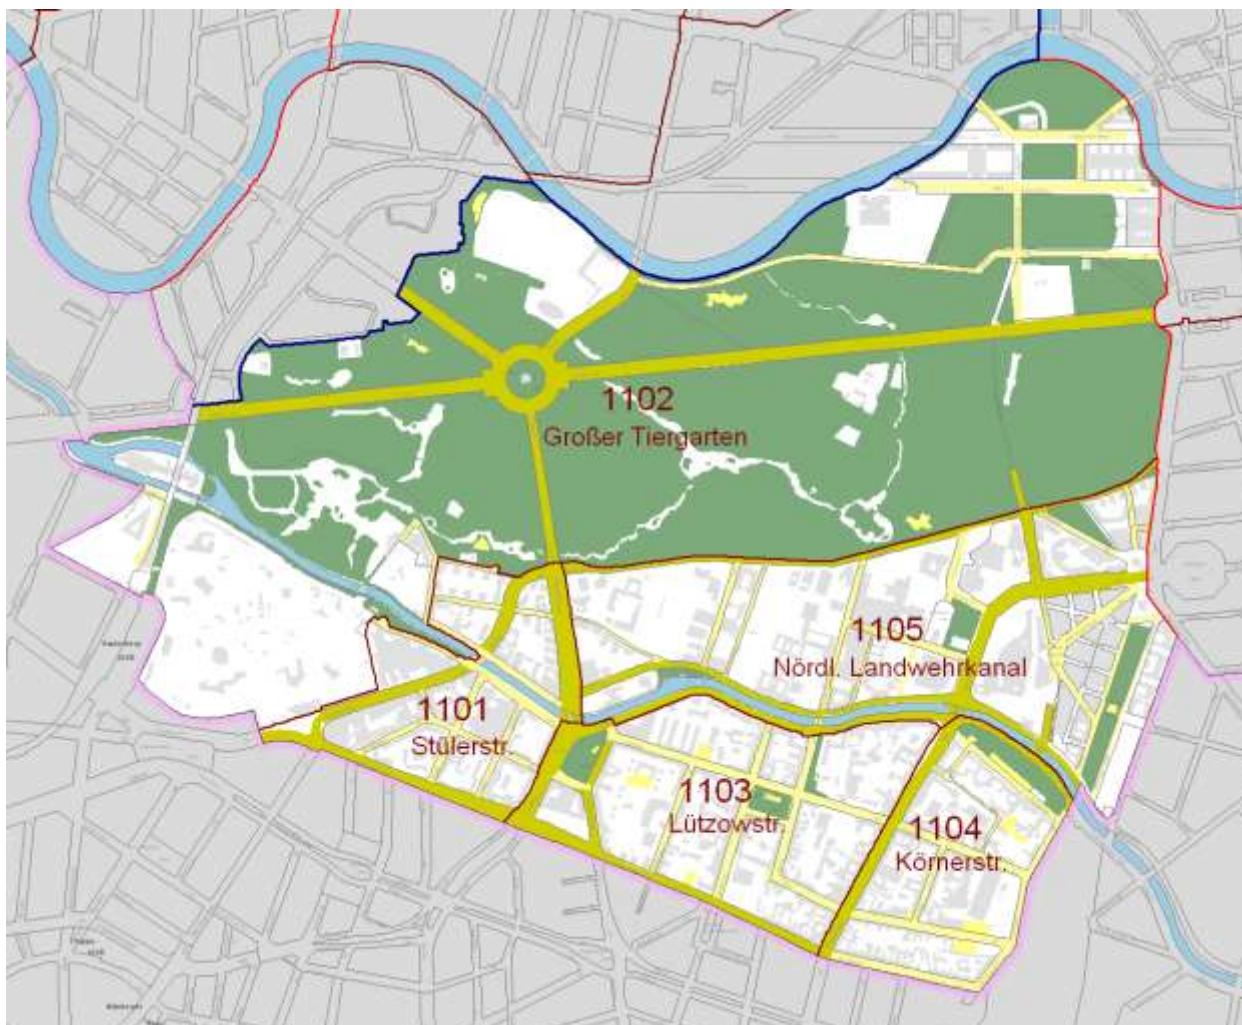 1102
Großer Tiergarten
1105
Nördl. Landwehrkanal
1101
Stülerstr.
1103
Lützowstr.
1104
Körnerstr.